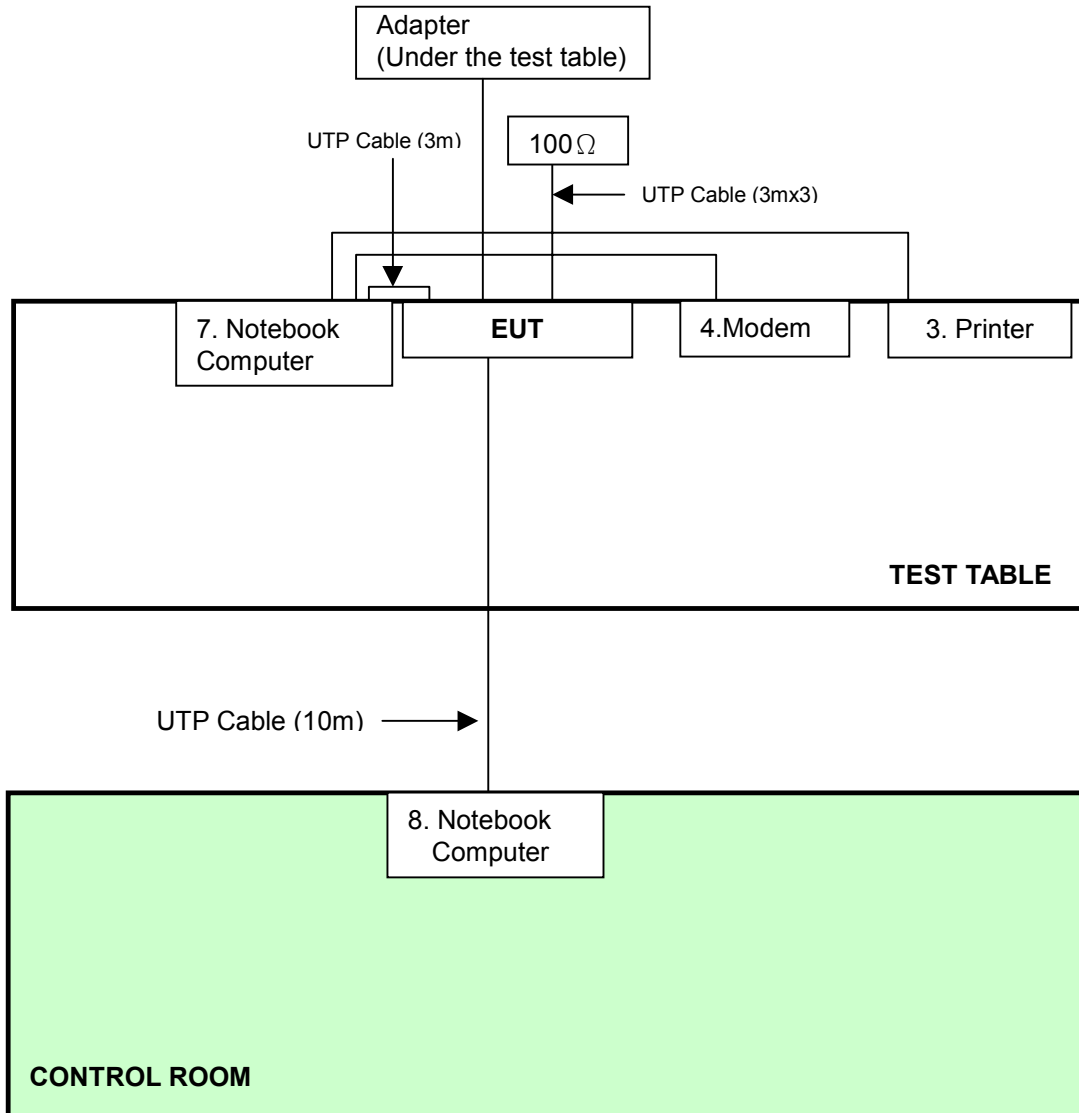 Adapter
(Under the test table)
UTP Cable (3m)
100Ω
UTP Cable (3mx3)
7. Notebook
Computer
EUT
4.Modem
3. Printer
TEST TABLE
UTP Cable (10m)
8. Notebook
Computer
CONTROL ROOM